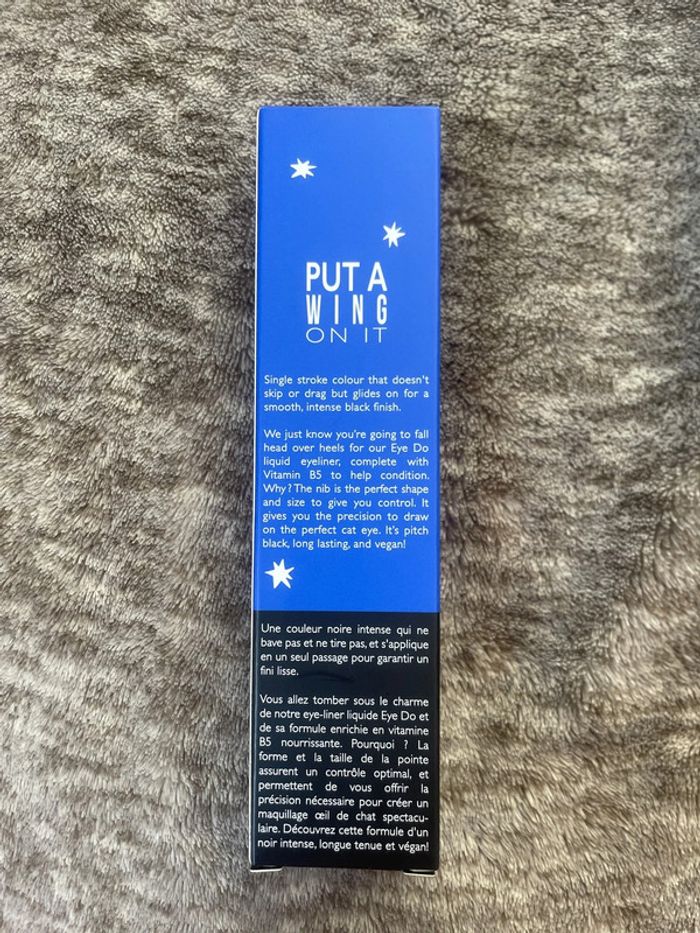 PUT A
WING
ON IT
Single stroke colour that doesn't
skip or drag but glides on for a
smooth, intense black finish.
We just know you're going to fall
head over heels for our Eye Do
liquid eyeliner, complete with
Vitamin B5 to help condition.
Why? The nib is the perfect shape
and size to give you control. It
gives you the precision to draw
on the perfect cat eye. It's pitch
black, long lasting, and vegan!
Une couleur noire intense qui ne
bave pas et ne tire pas, et s'applique
en un seul passage pour garantir un
fini lisse.
Vous allez tomber sous le charme
de notre eye-liner liquide Eye Do et
de sa formule enrichie en vitamine
B5 nourrissante. Pourquoi ? La
forme et la taille de la pointe
assurent un contrôle optimal, et
permettent de vous offrir la
précision nécessaire pour créer un
maquillage œil de chat spectacu-
laire. Découvrez cette formule d'un
noir intense, longue tenue et végan!